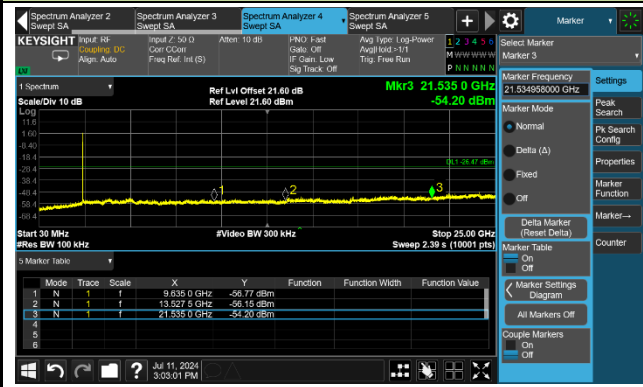 Spectrum Analyzer 2
Swept SA
Spectrum Analyzer 3
Swept SA
Spectrum Analyzer 4
Swept SA
Spectrum Analyzer 5
Swept SA
+
Marker
KEYSIGHT
Input: RF
Coupling: DC
Align: Auto
Input Z: 50 Ω
Corr CCorr
Freq Ref: Int (S)
Atten: 10 dB
PNO: Fast
Gate: Off
IF Gain: Low
Sig Track: Off
Avg Type: Log-Power
Avg|Hold:>1/1
Trig: Free Run
1 2 3 4 5 6
M W W W W W
P N N N N N
LU
Select Marker
Marker 3
1 Spectrum
Scale/Div 10 dB
Log
Ref Lvl Offset 21.60 dB
Ref Level 21.60 dBm
Mkr3 21.535 0 GHz
-54.20 dBm
11.6
1.60
-8.40
-18.4
-28.4
-38.4
-48.4
-58.4
-68.4
DL1 -26.47 dBm
1
2
3
Start 30 MHz
#Res BW 100 kHz
#Video BW 300 kHz
Stop 25.00 GHz
Sweep 2.39 s (10001 pts)
5 Marker Table
Mode Trace Scale X Y Function Function Width Function Value
1 N 1 f 9.635 0 GHz -56.77 dBm
2 N 1 f 13.527 5 GHz -56.15 dBm
3 N 1 f 21.535 0 GHz -54.20 dBm
4
5
6
Marker Frequency
21.534958000 GHz
Marker Mode
Normal
Delta (Δ)
Fixed
Off
Delta Marker
(Reset Delta)
Marker Table
On
Off
Marker Settings
Diagram
All Markers Off
Couple Markers
On
Off
Settings
Peak
Search
Pk Search
Config
Properties
Marker
Function
Marker→
Counter
?
Jul 11, 2024
3:03:01 PM